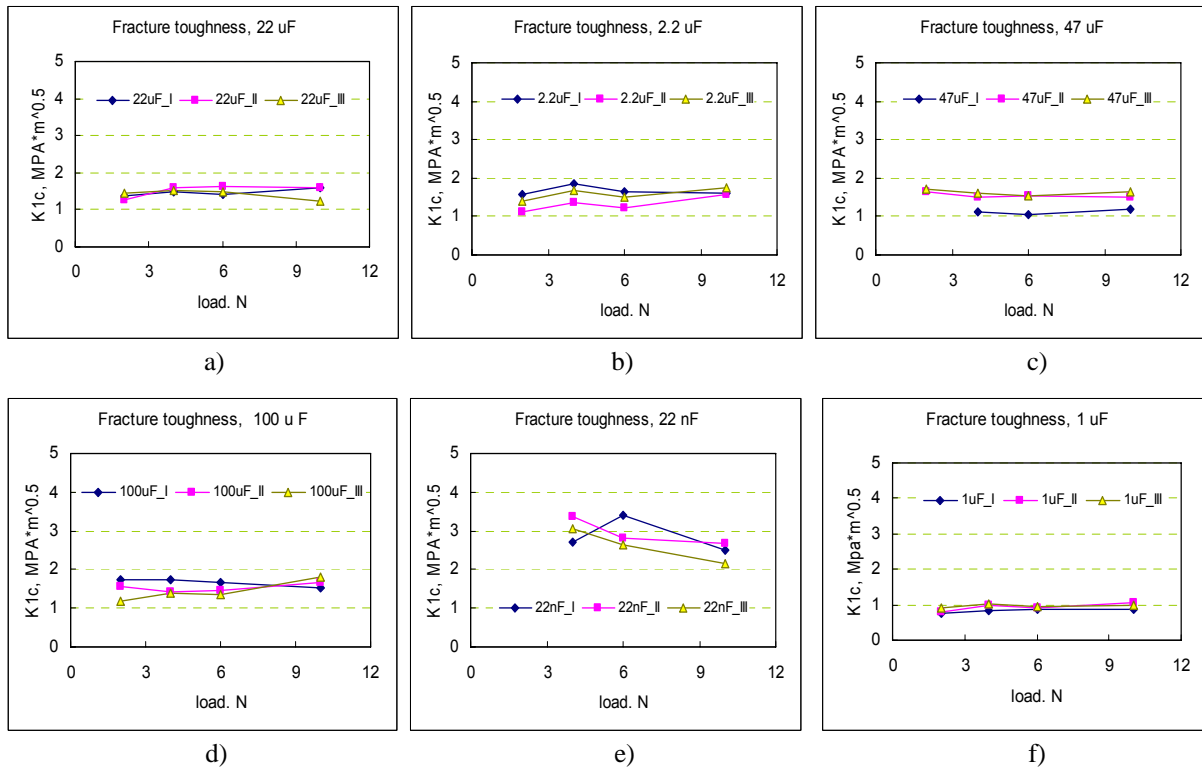 Fracture toughness, 22 uF
5
4
3
2
1
0
22uF_I 22uF_II 22uF_III
K1c, MPA*m^0.5
0 3 6 9 12
load. N
a)
Fracture toughness, 2.2 uF
5
4
3
2
1
0
2.2uF_I 2.2uF_II 2.2uF_III
K1c, MPA*m^0.5
0 3 6 9 12
load. N
b)
Fracture toughness, 47 uF
5
4
3
2
1
0
47uF_I 47uF_II 47uF_III
K1c, MPA*m^0.5
0 3 6 9 12
load. N
c)
Fracture toughness, 100 u F
5
4
3
2
1
0
100uF_I 100uF_II 100uF_III
K1c, MPA*m^0.5
0 3 6 9 12
load. N
d)
Fracture toughness, 22 nF
5
4
3
2
1
0
22nF_I 22nF_II 22nF_III
K1c, MPA*m^0.5
0 3 6 9 12
load. N
e)
Fracture toughness, 1 uF
5
4
3
2
1
0
1uF_I 1uF_II 1uF_III
K1c, Mpa*m^0.5
0 3 6 9 12
load. N
f)